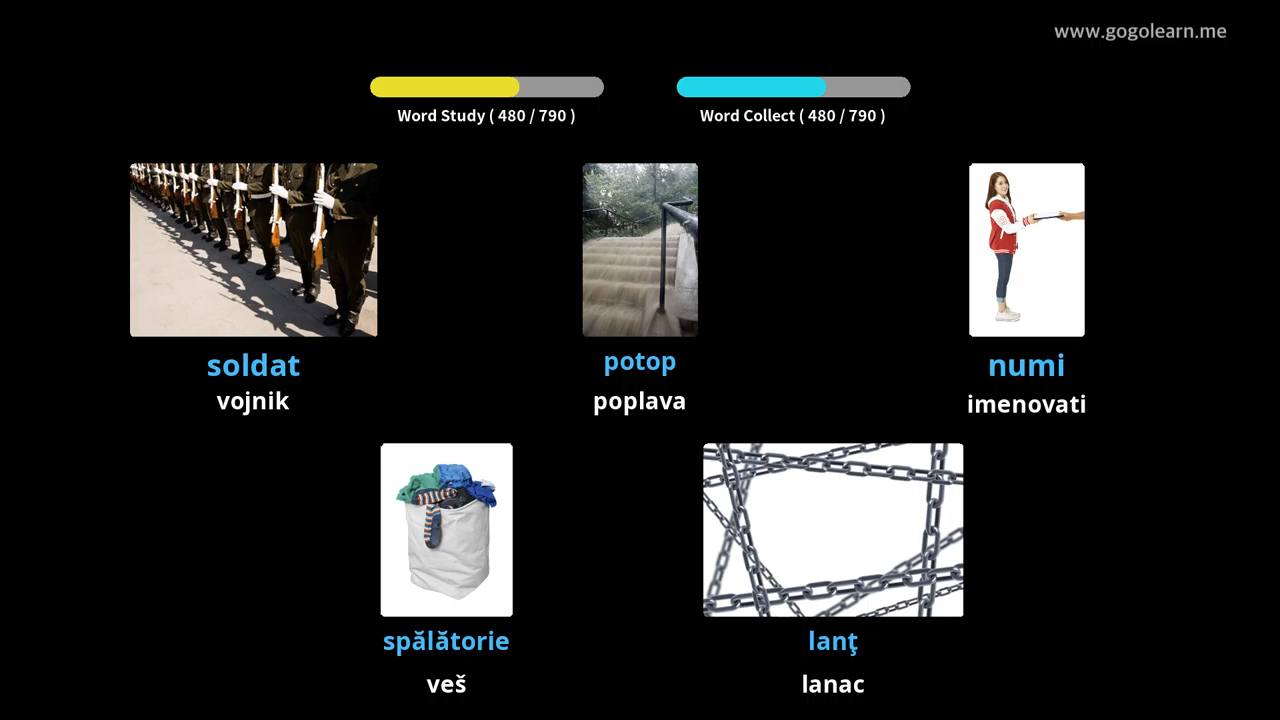 www.gogolearn.me
Word Study ( 480 / 790 )
Word Collect ( 480 / 790 )
soldat
vojnik
potop
poplava
numi
imenovati
spălătorie
veš
lanţ
lanac